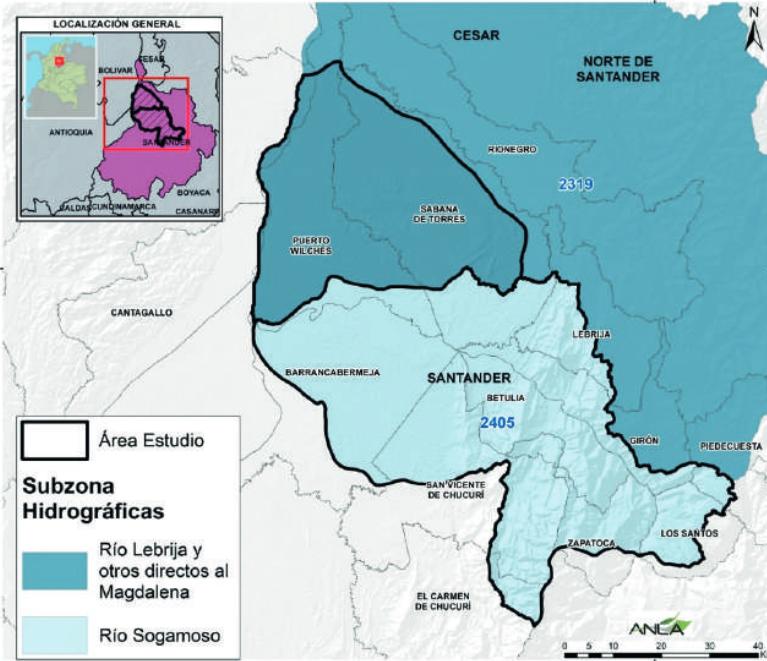 LOCALIZACIÓN GENERAL
CESAR
BOLIVAR
ANTIOQUIA
SANTANDER
BOYACA
CALDAS
CUNDINAMARCA
CASANARE
N
CESAR
NORTE DE
SANTANDER
RIONEGRO
2319
SABANA
DE TORRES
PUERTO
WILCHES
CANTAGALLO
LEBRIJA
BARRANCABERMEJA
SANTANDER
BETULIA
2405
GIRÓN
PIEDECUESTA
SAN VICENTE
DE CHUCURÍ
LOS SANTOS
ZAPATOCA
EL CARMEN
DE CHUCURÍ
Área Estudio
Subzona
Hidrográficas
Río Lebrija y
otros directos al
Magdalena
Río Sogamoso
ANLA
0 5 10 20 30 40